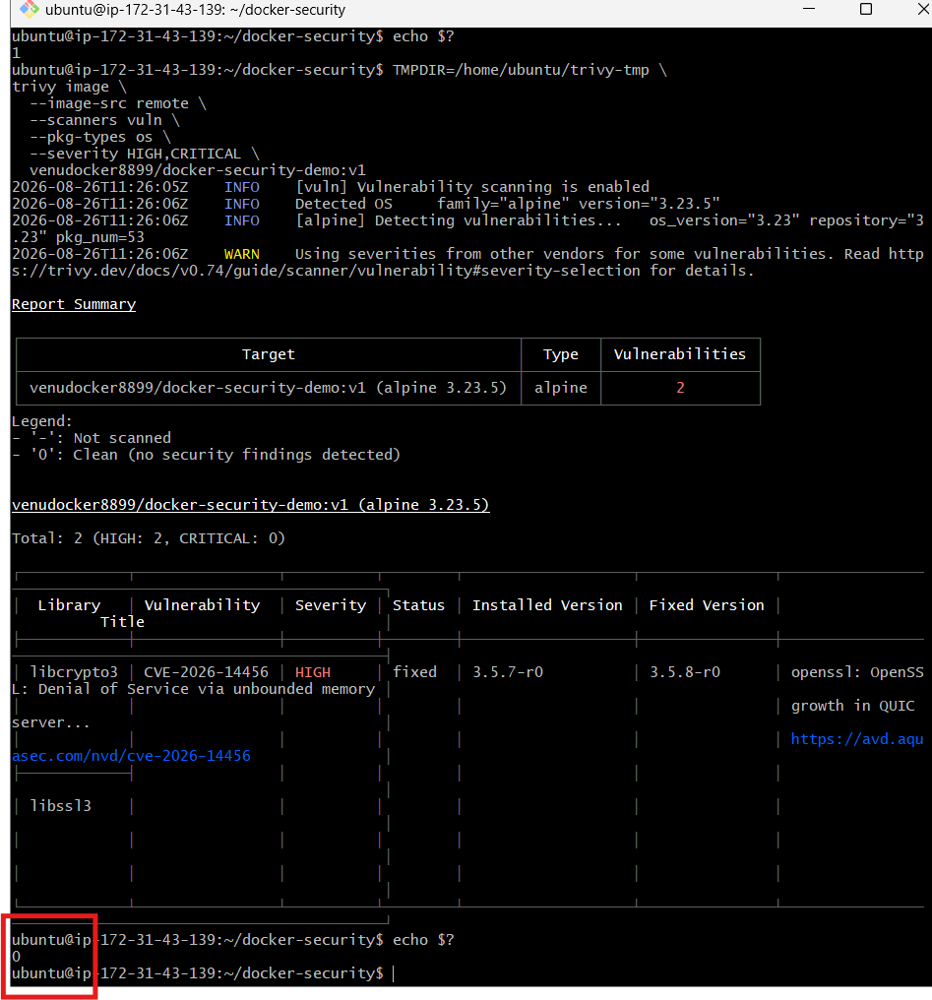 ubuntu@ip-172-31-43-139: ~/docker-security
ubuntu@ip-172-31-43-139:~/docker-security$ echo $?
1
ubuntu@ip-172-31-43-139:~/docker-security$ TMPDIR=/home/ubuntu/trivy-tmp \
trivy image \
--image-src remote \
--scanners vuln \
--pkg-types os \
--severity HIGH,CRITICAL \
venudocker8899/docker-security-demo:v1
2026-08-26T11:26:05Z INFO [vuln] Vulnerability scanning is enabled
2026-08-26T11:26:06Z INFO Detected OS family="alpine" version="3.23.5"
2026-08-26T11:26:06Z INFO [alpine] Detecting vulnerabilities... os_version="3.23" repository="3
.23" pkg_num=53
2026-08-26T11:26:06Z WARN Using severities from other vendors for some vulnerabilities. Read http
s://trivy.dev/docs/v0.74/guide/scanner/vulnerability#severity-selection for details.
Report Summary
Target Type Vulnerabilities
venudocker8899/docker-security-demo:v1 (alpine 3.23.5) alpine 2
Legend:
- '-': Not scanned
- '0': Clean (no security findings detected)
venudocker8899/docker-security-demo:v1 (alpine 3.23.5)
Total: 2 (HIGH: 2, CRITICAL: 0)
Library Vulnerability Severity Status Installed Version Fixed Version
Title
libcrypto3 CVE-2026-14456 HIGH fixed 3.5.7-r0 3.5.8-r0 openssl: OpenSS
L: Denial of Service via unbounded memory
growth in QUIC
server...
https://avd.aqu
asec.com/nvd/cve-2026-14456
libssl3
ubuntu@ip-172-31-43-139:~/docker-security$ echo $?
0
ubuntu@ip-172-31-43-139:~/docker-security$